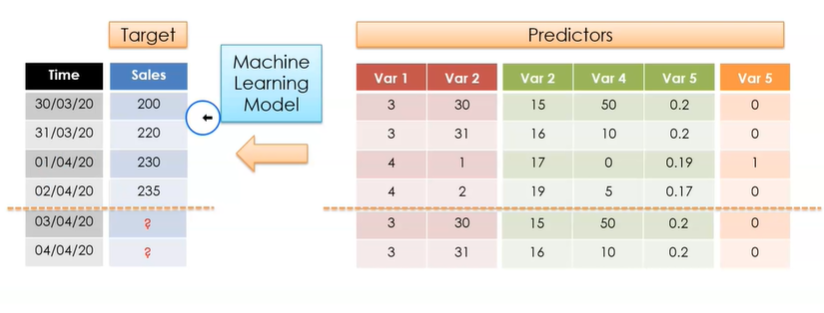 Target
Predictors
Machine
Learning
Model
Time Sales
30/03/20 200
31/03/20 220
01/04/20 230
02/04/20 235
03/04/20 ?
04/04/20 ?
Var 1 Var 2 Var 2 Var 4 Var 5 Var 5
3 30 15 50 0.2 0
3 31 16 10 0.2 0
4 1 17 0 0.19 1
4 2 19 5 0.17 0
3 30 15 50 0.2 0
3 31 16 10 0.2 0